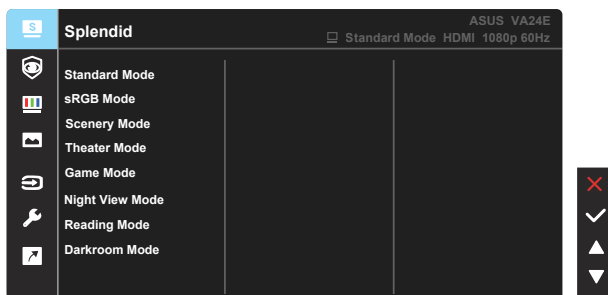 S
Splendid
ASUS VA24E
Standard Mode HDMI 1080p 60Hz
Standard Mode
sRGB Mode
Scenery Mode
Theater Mode
Game Mode
Night View Mode
Reading Mode
Darkroom Mode